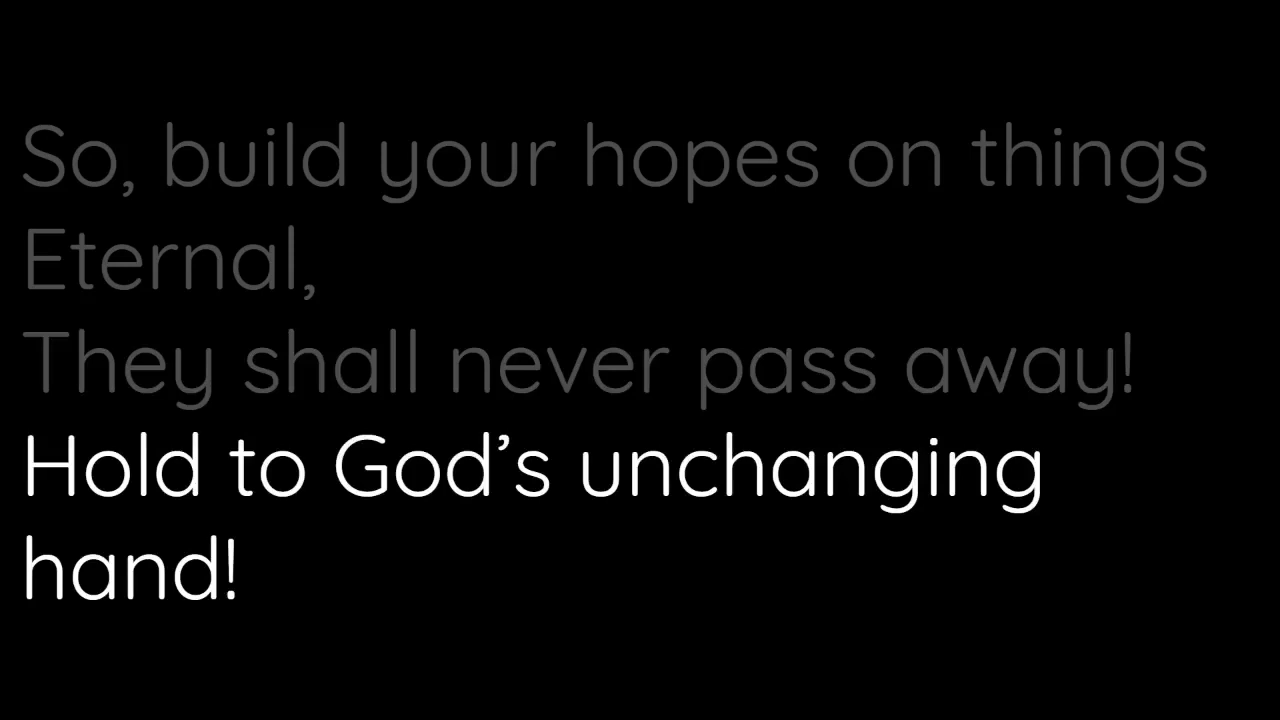 So, build your hopes on things
Eternal,
They shall never pass away!
Hold to God’s unchanging
hand!